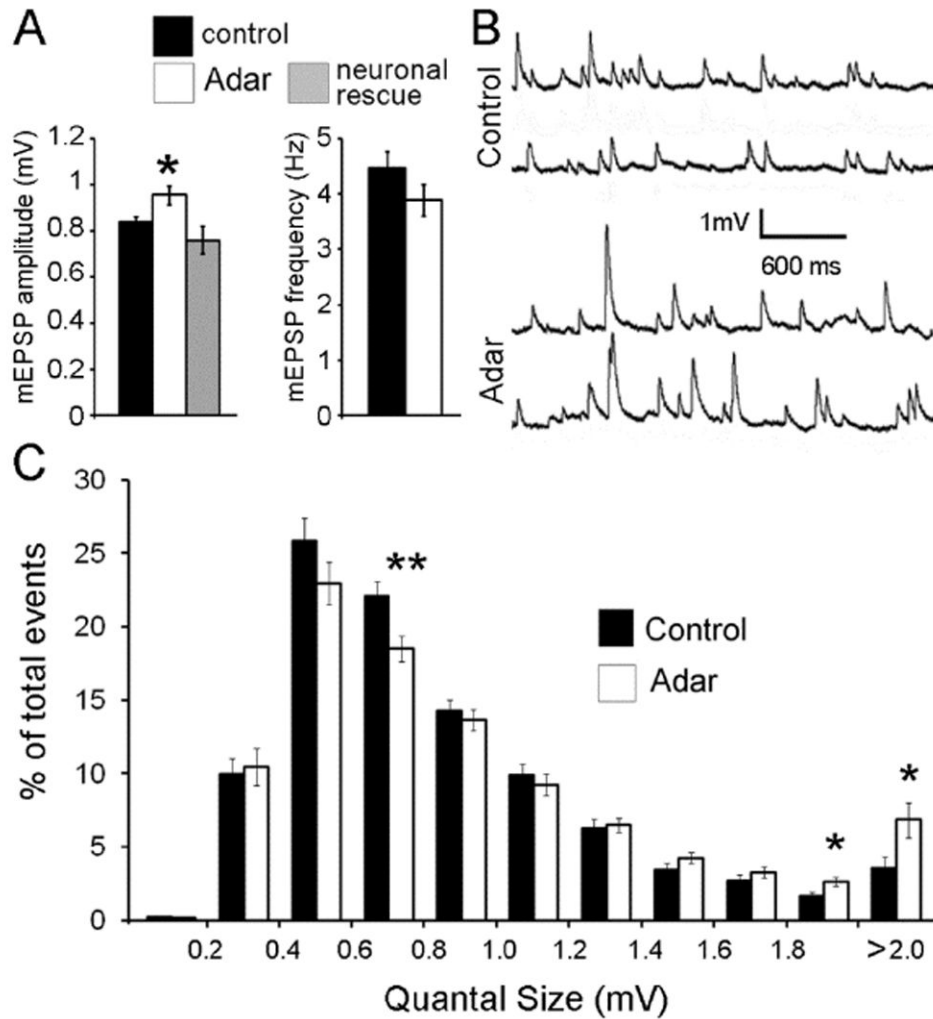 A
control
Adar
neuronal
rescue
mEPSP amplitude (mV)
1.2
1
0.8
0.6
0.4
0.2
0
*
mEPSP frequency (Hz)
5
4
3
2
1
0
B
Control
1mV
600 ms
Adar
C
% of total events
30
25
20
15
10
5
0
**
*
*
Control
Adar
0.2 0.4 0.6 0.8 1.0 1.2 1.4 1.6 1.8 >2.0
Quantal Size (mV)